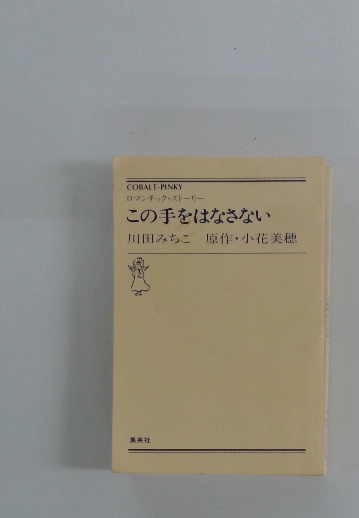 COBALT-PINKY
ロマンチック・ストーリー
この手をはなさない
川田みちこ 原作・小花美穂
集英社